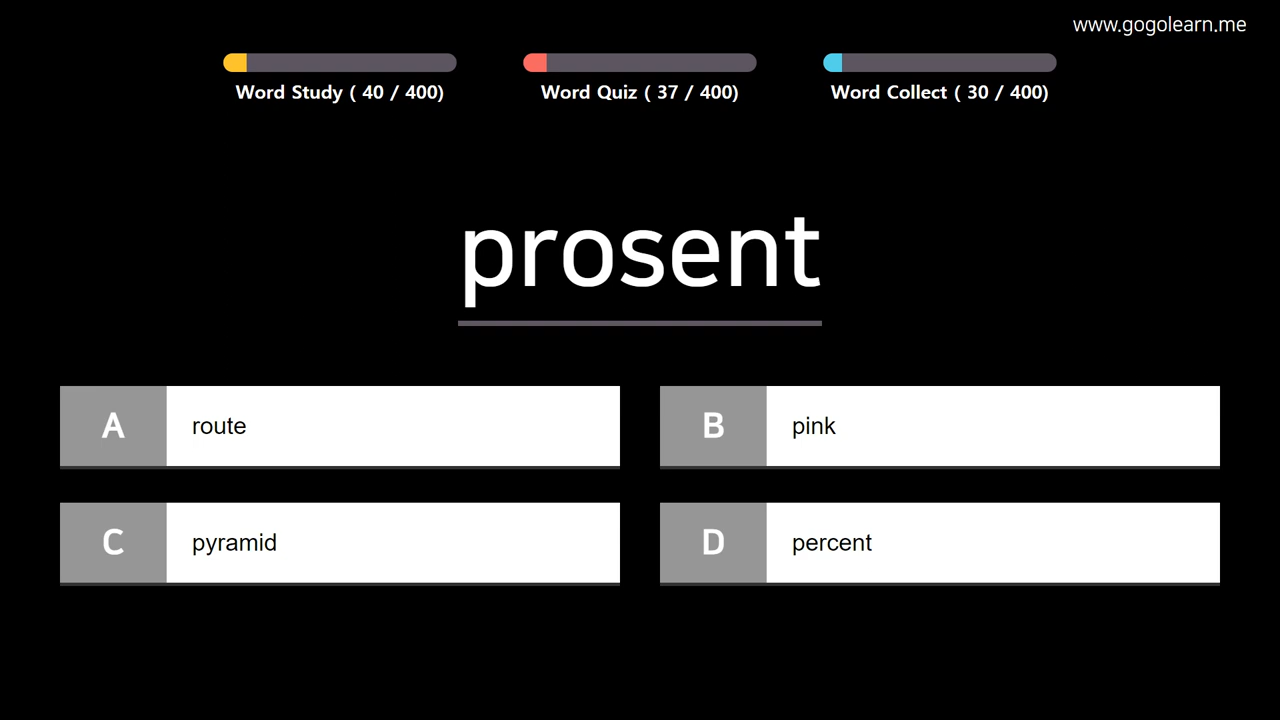 www.gogolearn.me
Word Study ( 40 / 400)
Word Quiz ( 37 / 400)
Word Collect ( 30 / 400)
prosent
A route
B pink
C pyramid
D percent